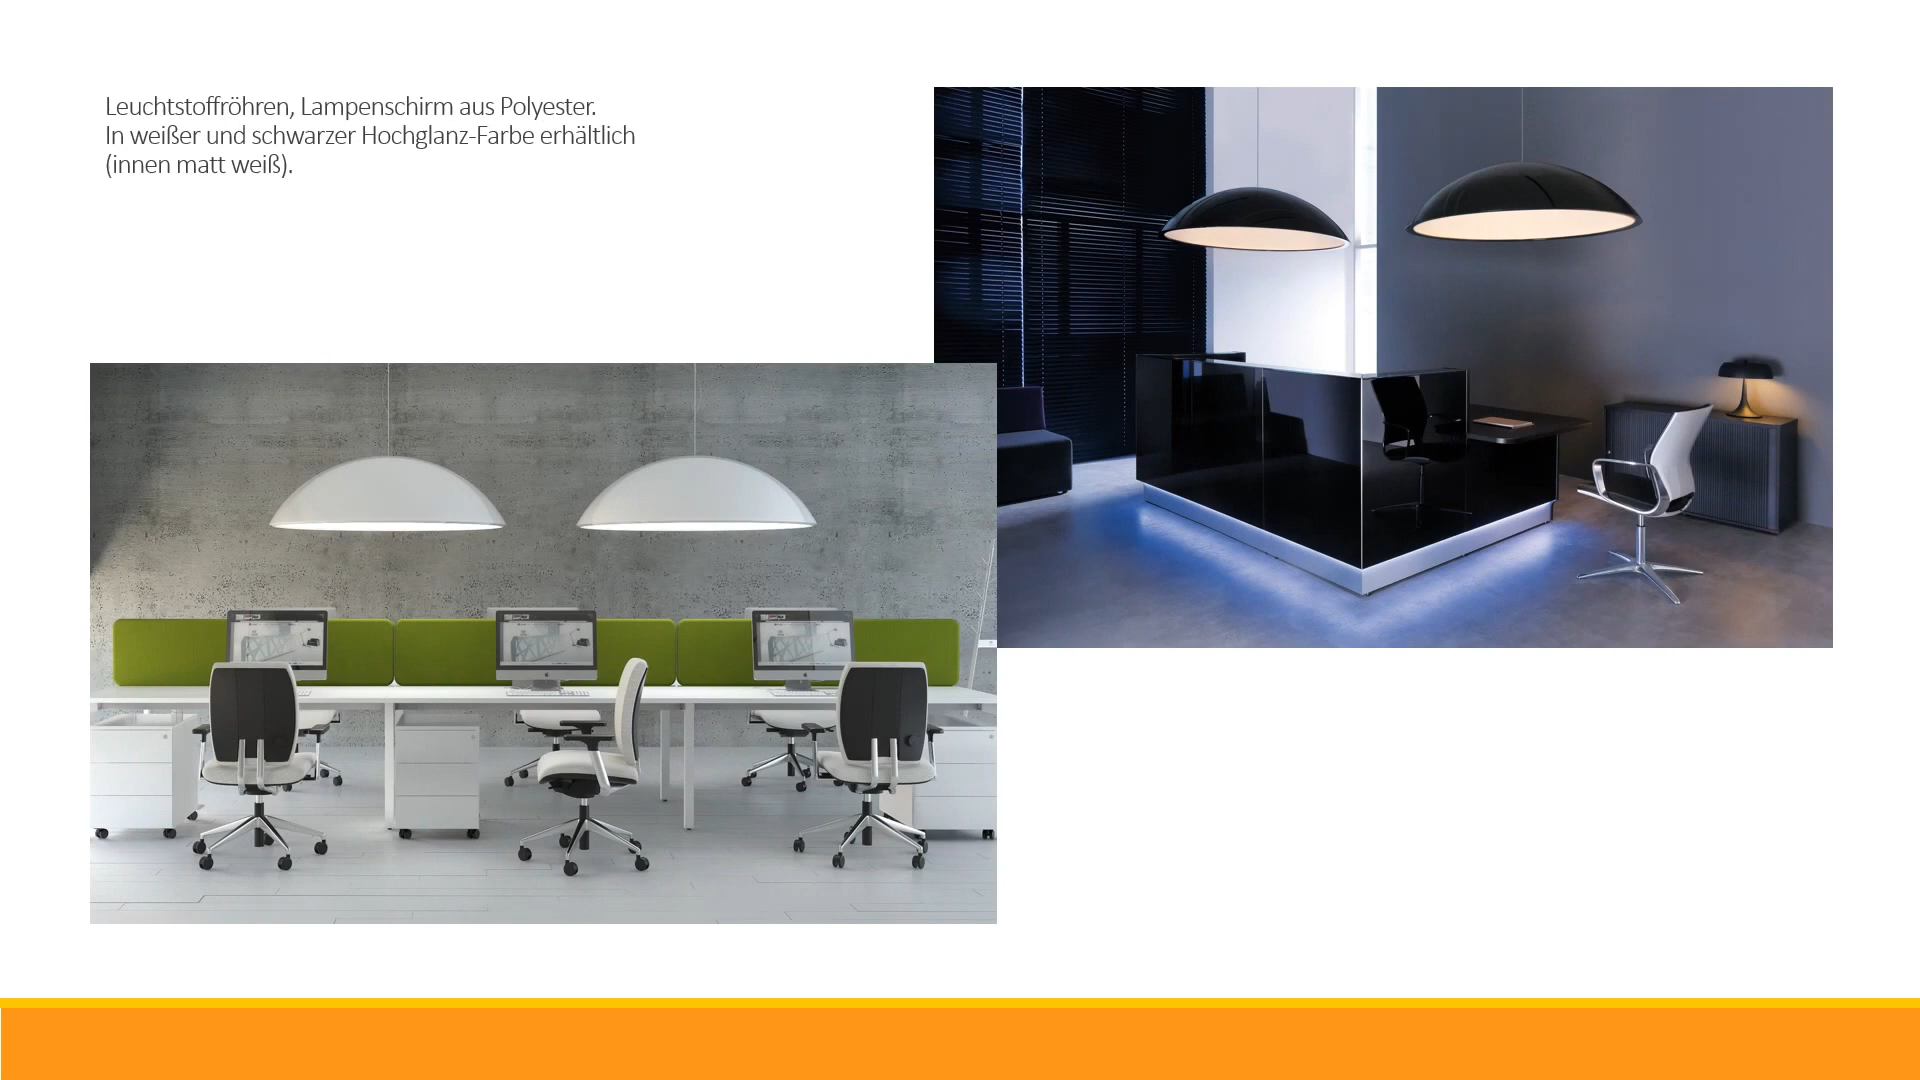 Leuchtstoffröhren, Lampenschirm aus Polyester.
In weißer und schwarzer Hochglanz-Farbe erhältlich
(innen matt weiß).